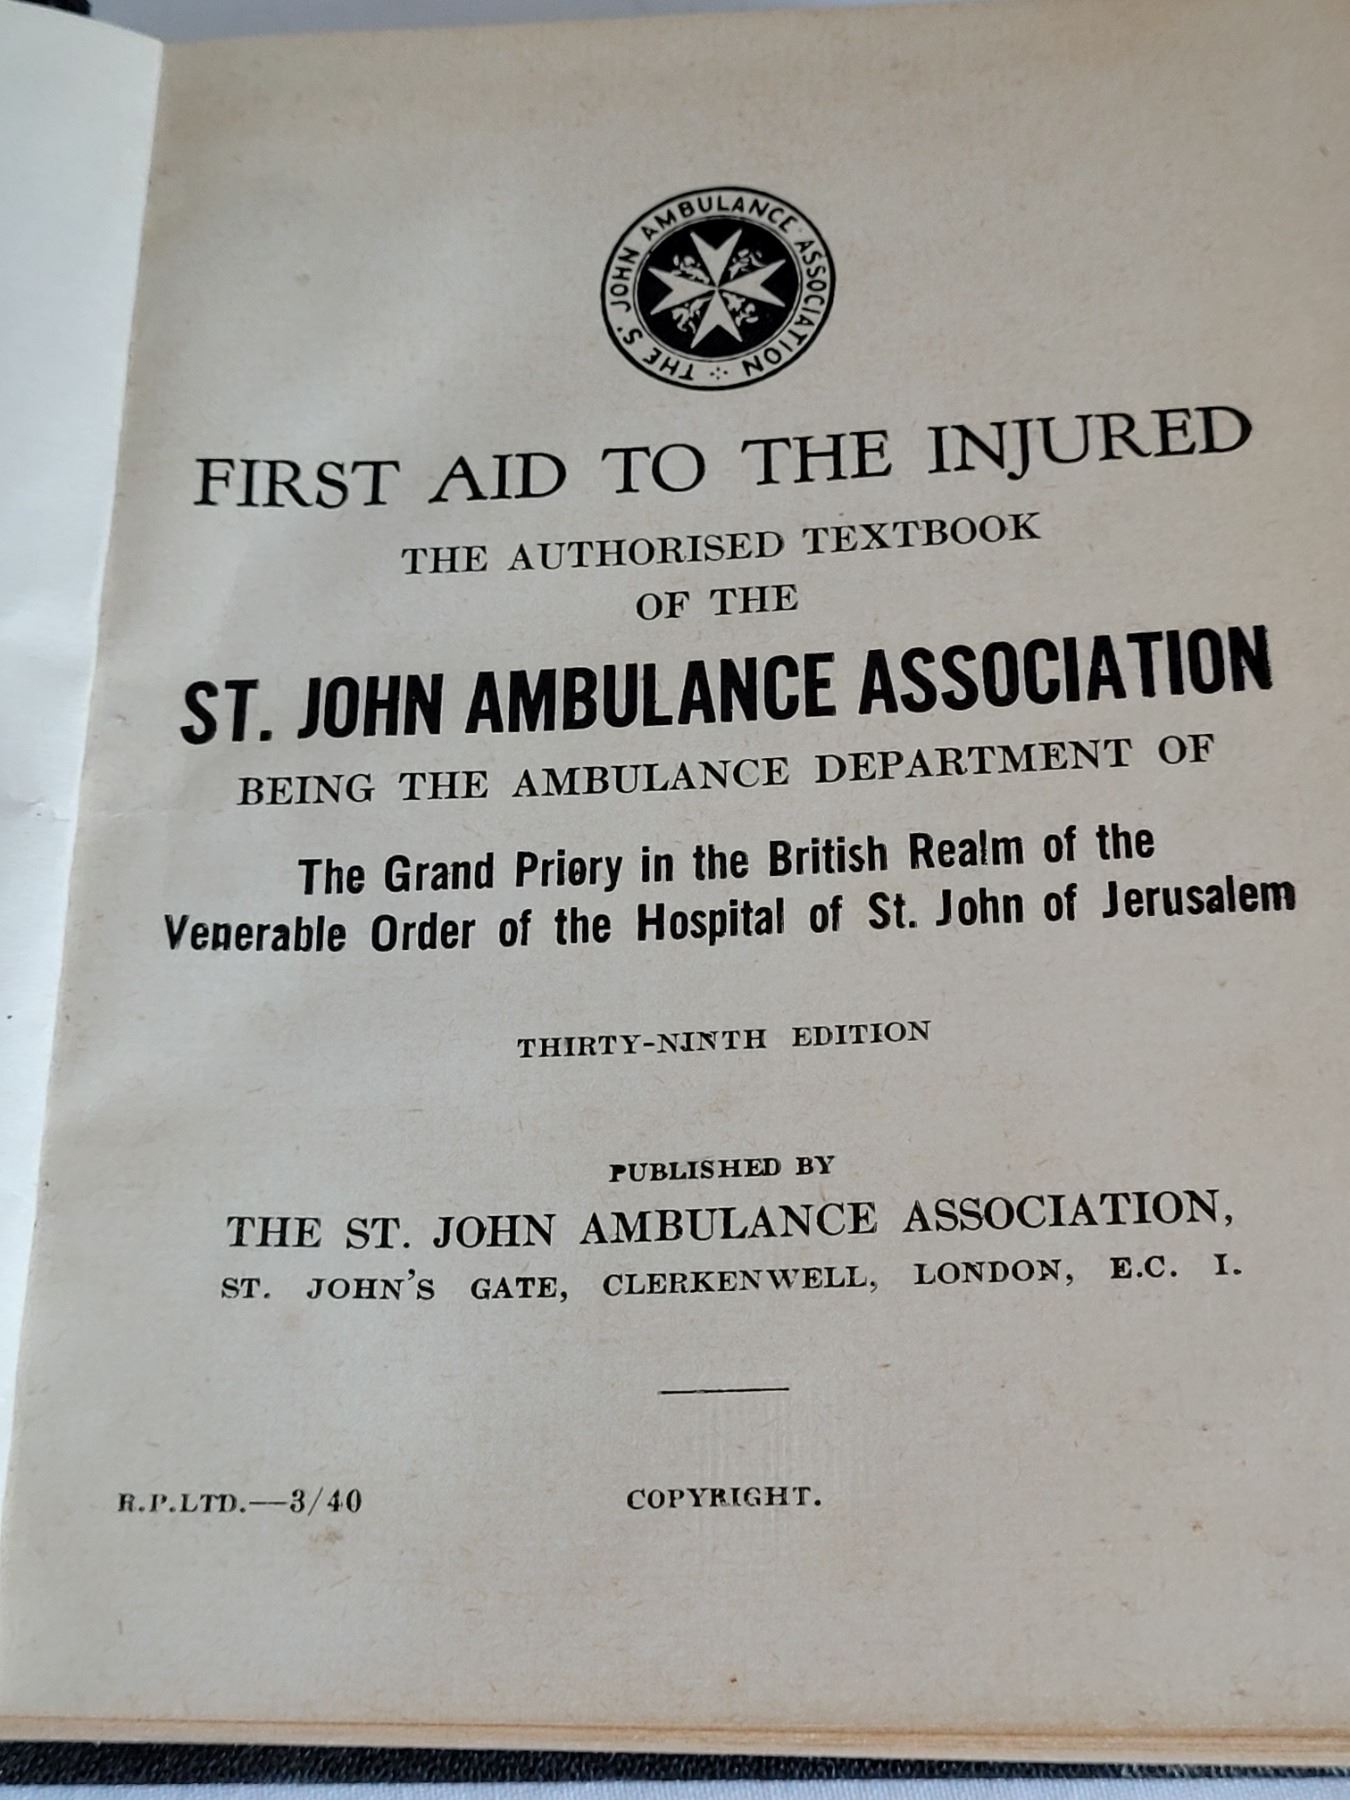 THE ST JOHN AMBULANCE ASSOCIATION
FIRST AID TO THE INJURED
THE AUTHORISED TEXTBOOK
OF THE
ST. JOHN AMBULANCE ASSOCIATION
BEING THE AMBULANCE DEPARTMENT OF
The Grand Priory in the British Realm of the
Venerable Order of the Hospital of St. John of Jerusalem
THIRTY-NINTH EDITION
PUBLISHED BY
THE ST. JOHN AMBULANCE ASSOCIATION,
ST. JOHN'S GATE, CLERKENWELL, LONDON, E.C. I.
R.P.LTD.—3/40 COPYRIGHT.